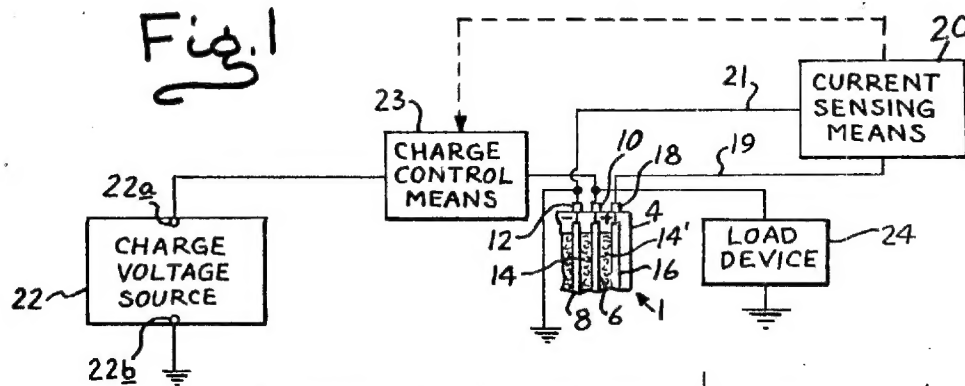 Fig.1
20
CURRENT
SENSING
MEANS
21
23
CHARGE
CONTROL
MEANS
10
18
19
22a
12
-
+
4
14'
CHARGE
VOLTAGE
SOURCE
14
16
LOAD
DEVICE
24
22
8
6
1
22b